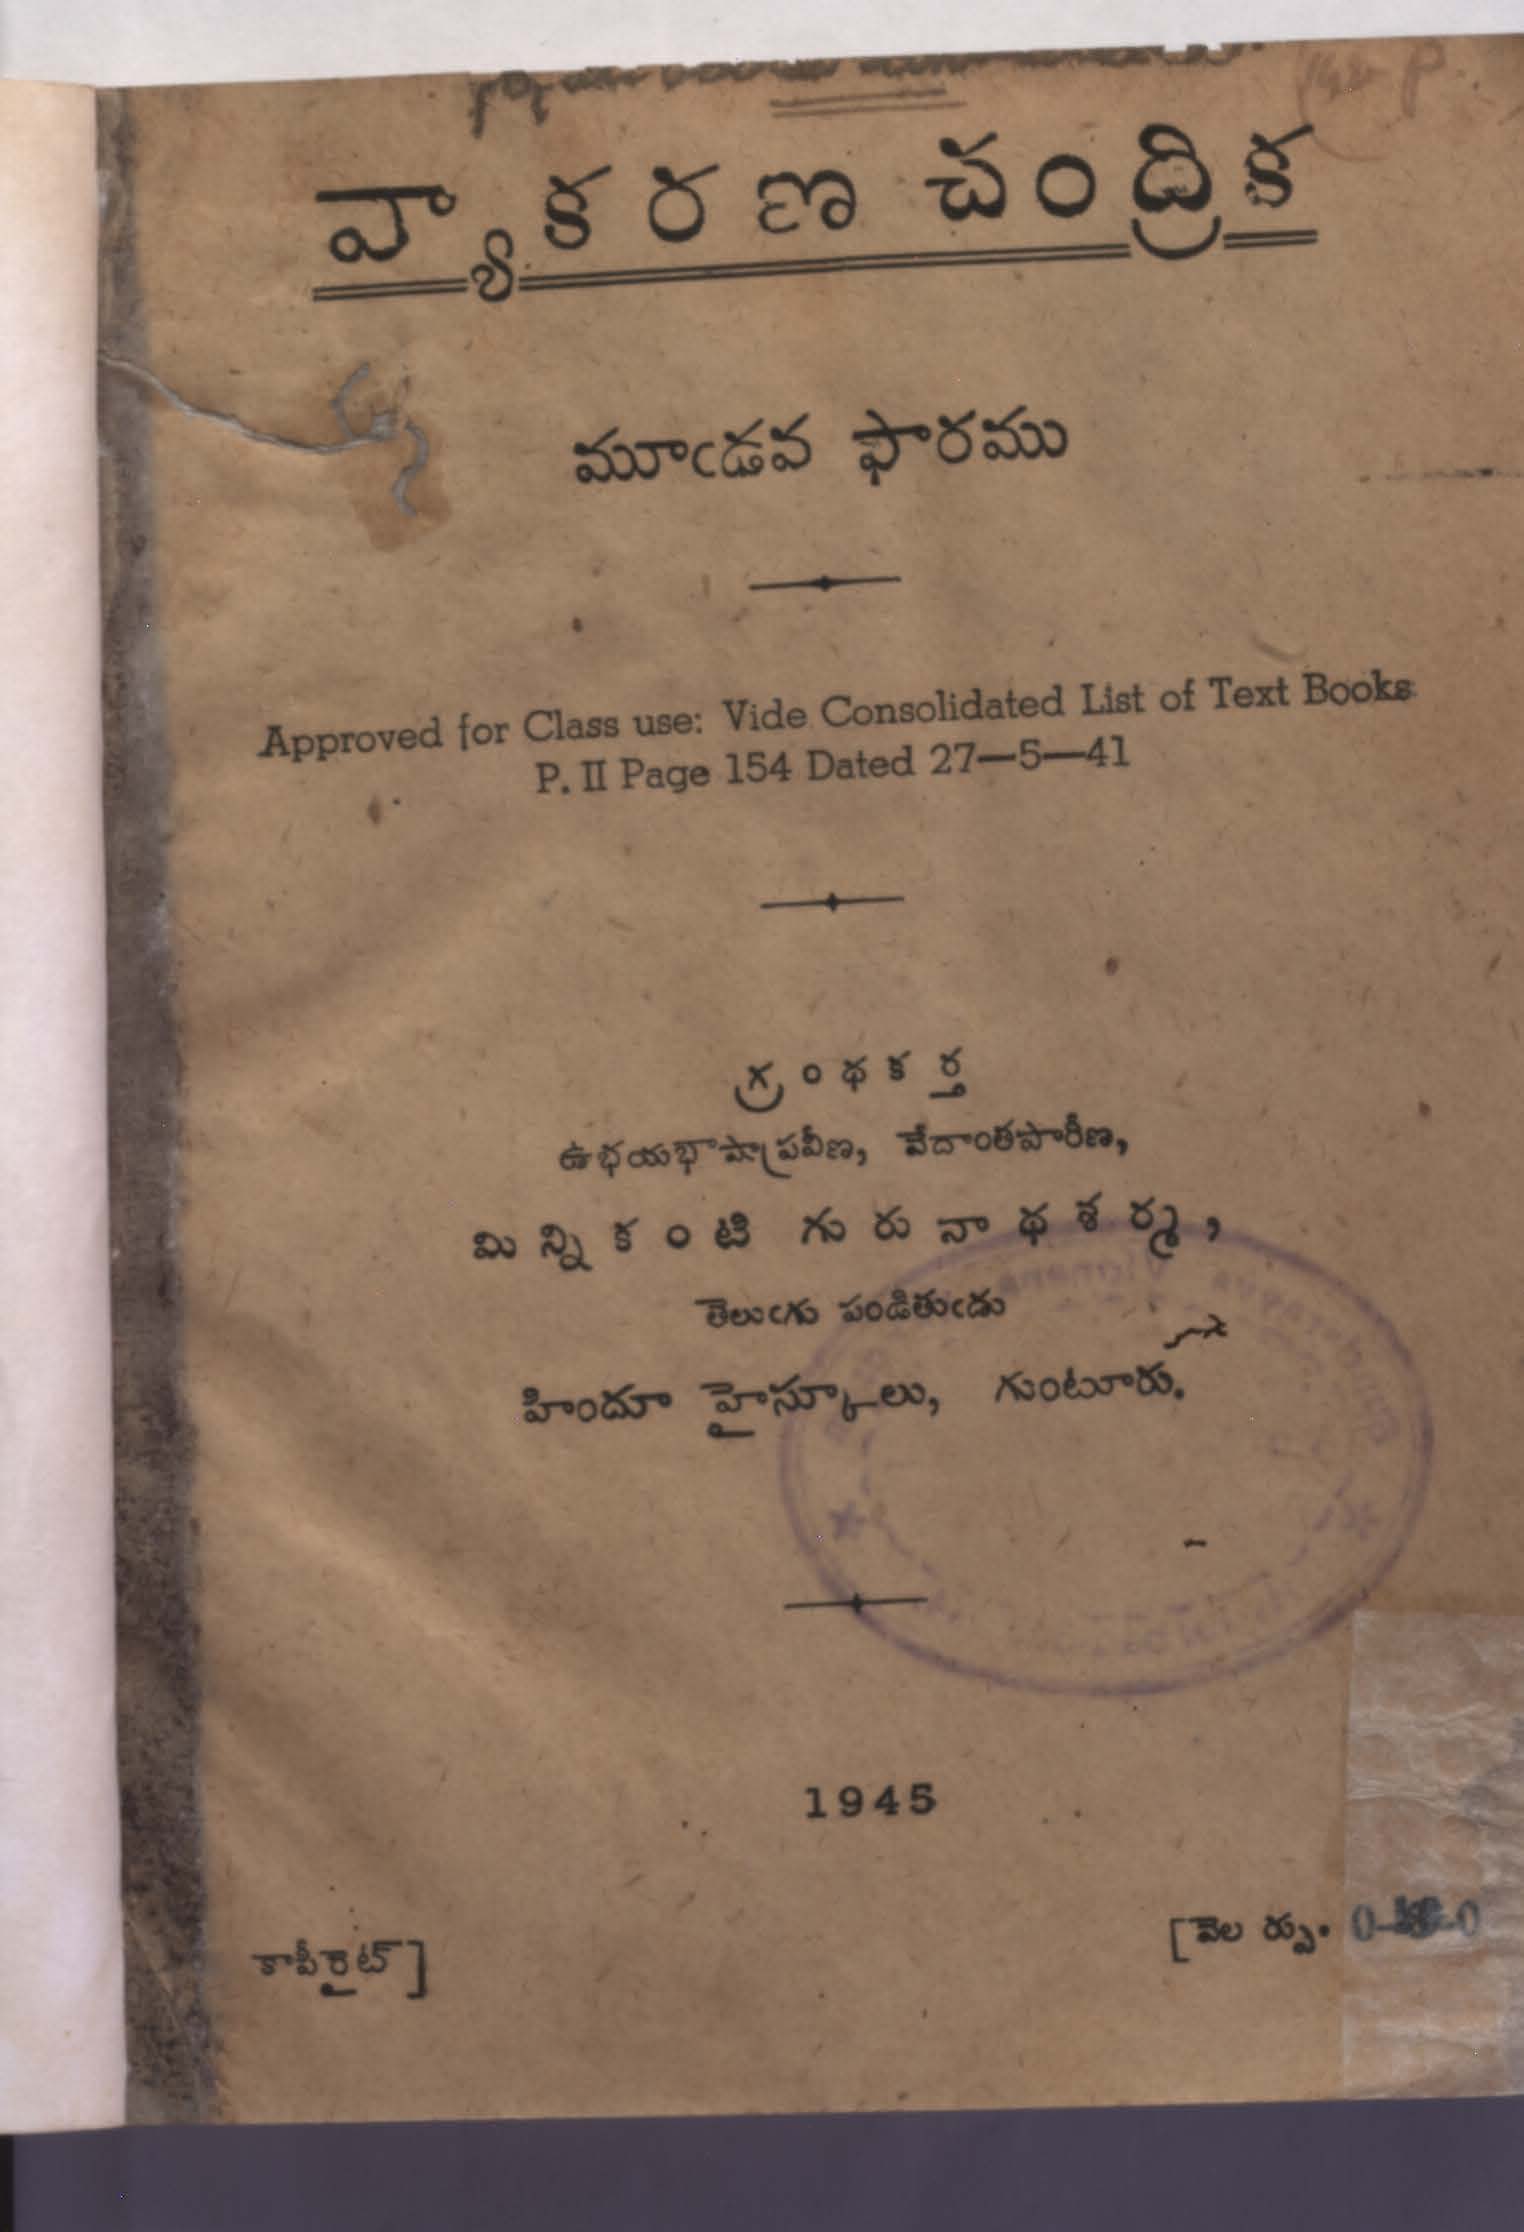 వ్యాకరణ చంద్రిక
మూఁడవ ఫారము
Approved for Class use: Vide Consolidated List of Text Books
P. II Page 154 Dated 27—5—41
గ్రంథకర్త
ఉభయభాషాప్రవీణ, వేదాంతపారీణ,
మిన్నికంటి గురునాథశర్మ,
తెలుఁగు పండితుఁడు
హిందూ హైస్కూలు, గుంటూరు.
1945
కాపీరైట్]
[వెల రు.